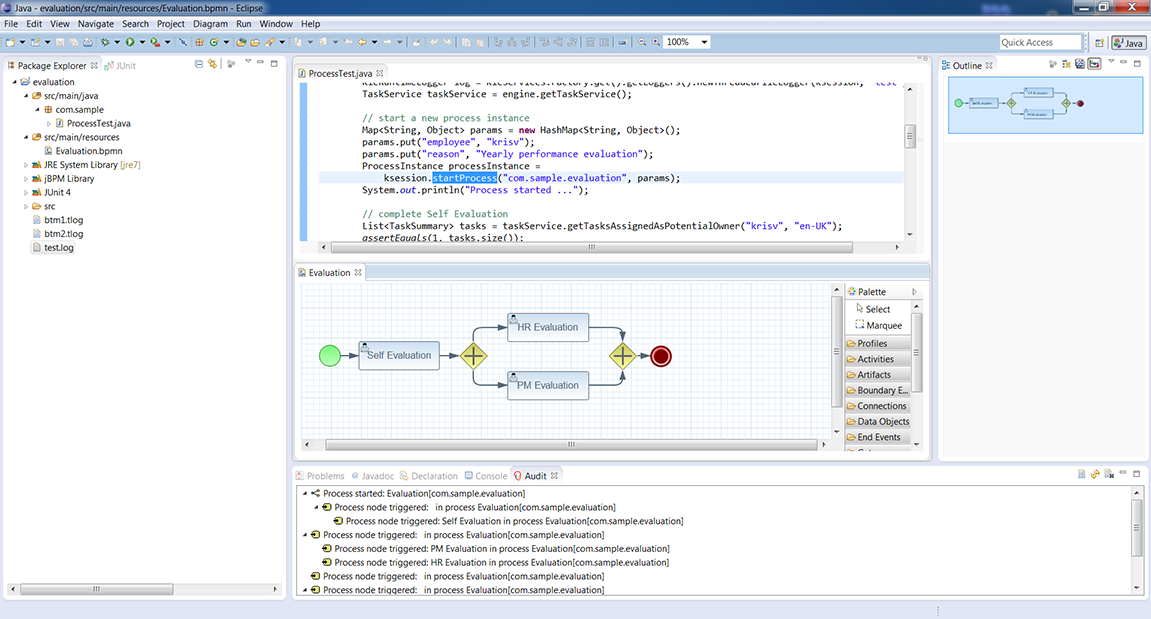 Java - evaluation/src/main/resources/Evaluation.bpmn - Eclipse
File Edit View Navigate Search Project Diagram Run Window Help
100%
Quick Access
Java
Package Explorer
JUnit
evaluation
src/main/java
com.sample
ProcessTest.java
src/main/resources
Evaluation.bpmn
JRE System Library [jre7]
jBPM Library
JUnit 4
src
btm1.tlog
btm2.tlog
test.log
ProcessTest.java
TaskService taskService = engine.getTaskService();
// start a new process instance
Map<String, Object> params = new HashMap<String, Object>();
params.put("employee", "krisv");
params.put("reason", "Yearly performance evaluation");
ProcessInstance processInstance =
ksession.startProcess("com.sample.evaluation", params);
System.out.println("Process started ...");
// complete Self Evaluation
List<TaskSummary> tasks = taskService.getTasksAssignedAsPotentialOwner("krisv", "en-UK");
assertEquals(1, tasks.size());
Evaluation
Self Evaluation
HR Evaluation
PM Evaluation
Palette
Select
Marquee
Profiles
Activities
Artifacts
Boundary E...
Connections
Data Objects
End Events
Outline
Problems
Javadoc
Declaration
Console
Audit
Process started: Evaluation[com.sample.evaluation]
Process node triggered: in process Evaluation[com.sample.evaluation]
Process node triggered: Self Evaluation in process Evaluation[com.sample.evaluation]
Process node triggered: in process Evaluation[com.sample.evaluation]
Process node triggered: PM Evaluation in process Evaluation[com.sample.evaluation]
Process node triggered: HR Evaluation in process Evaluation[com.sample.evaluation]
Process node triggered: in process Evaluation[com.sample.evaluation]
Process node triggered: in process Evaluation[com.sample.evaluation]